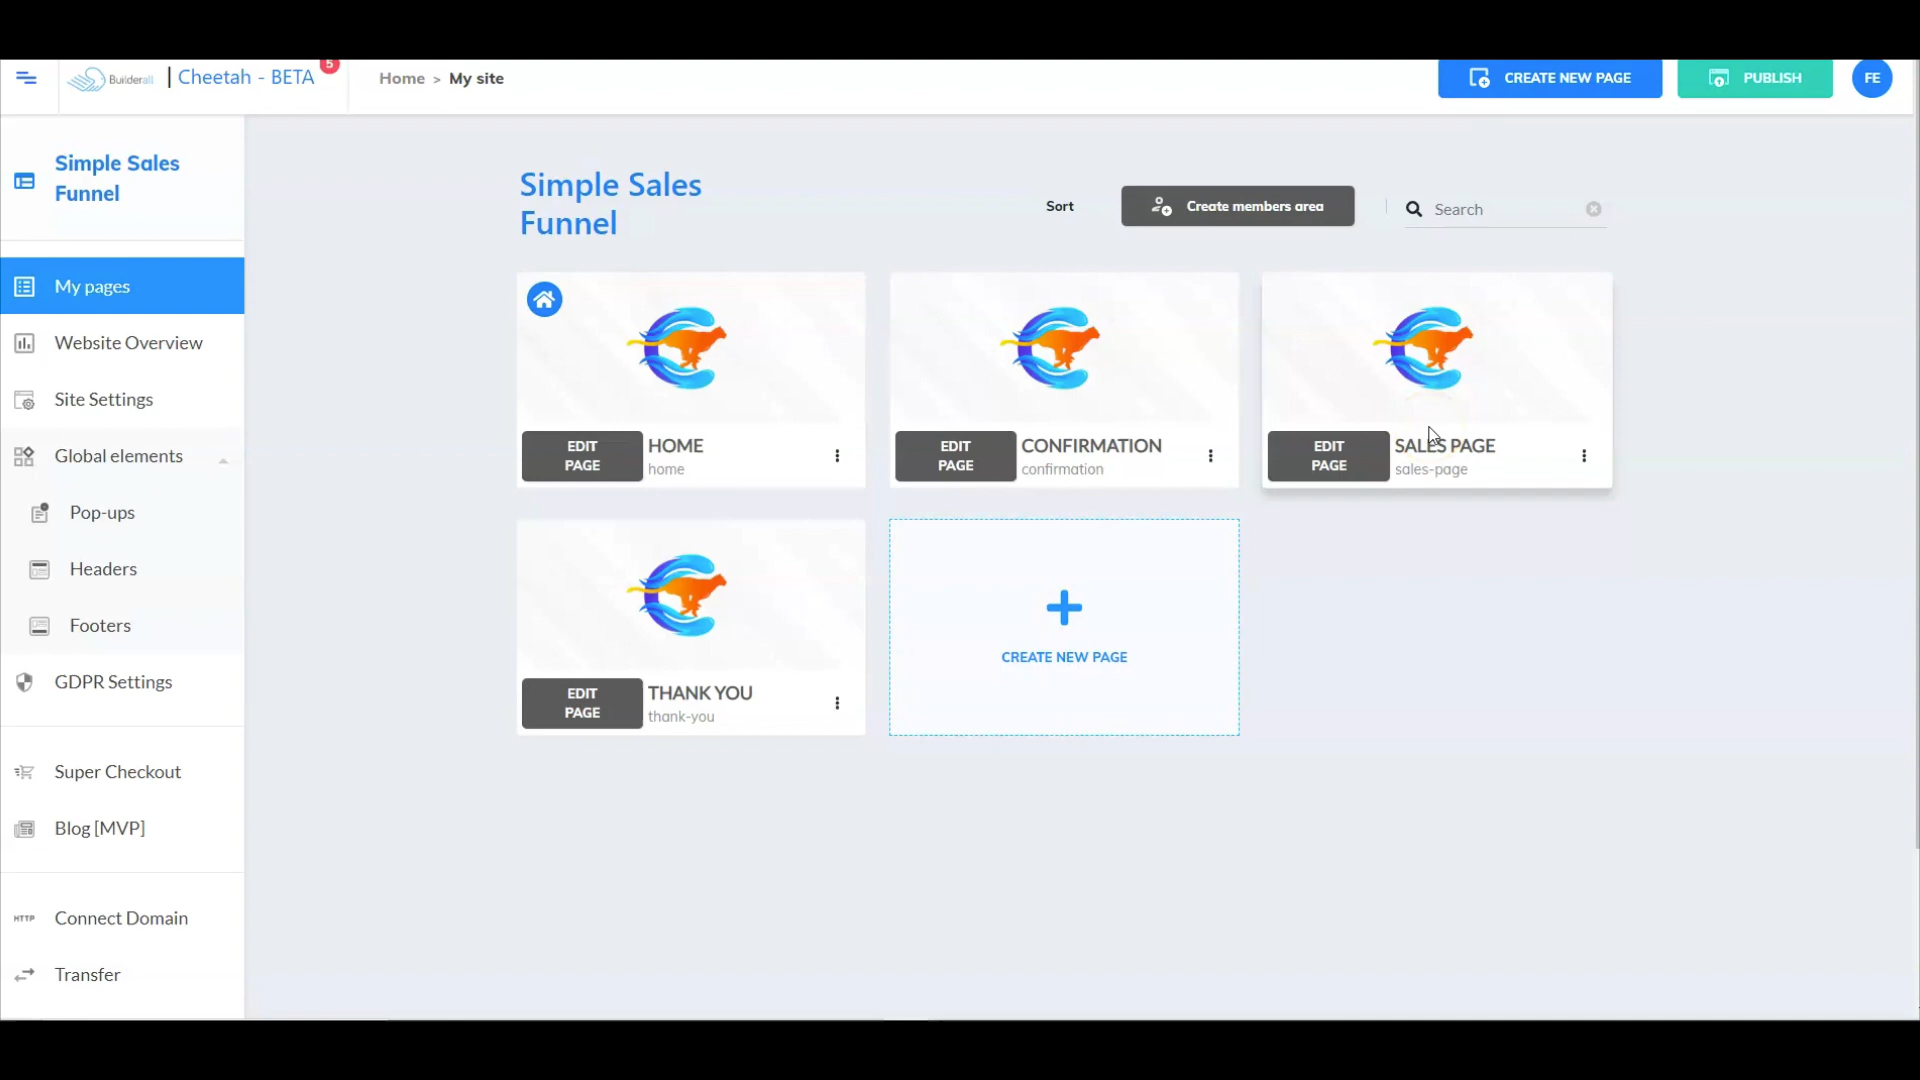 Builderall
Cheetah - BETA
5
Home > My site
CREATE NEW PAGE
PUBLISH
FE
Simple Sales
Funnel
My pages
Website Overview
Site Settings
Global elements
Pop-ups
Headers
Footers
GDPR Settings
Super Checkout
Blog [MVP]
HTTP
Connect Domain
Transfer
Simple Sales
Funnel
Sort
Create members area
Search
EDIT
PAGE
HOME
home
EDIT
PAGE
CONFIRMATION
confirmation
EDIT
PAGE
SALES PAGE
sales-page
EDIT
PAGE
THANK YOU
thank-you
CREATE NEW PAGE